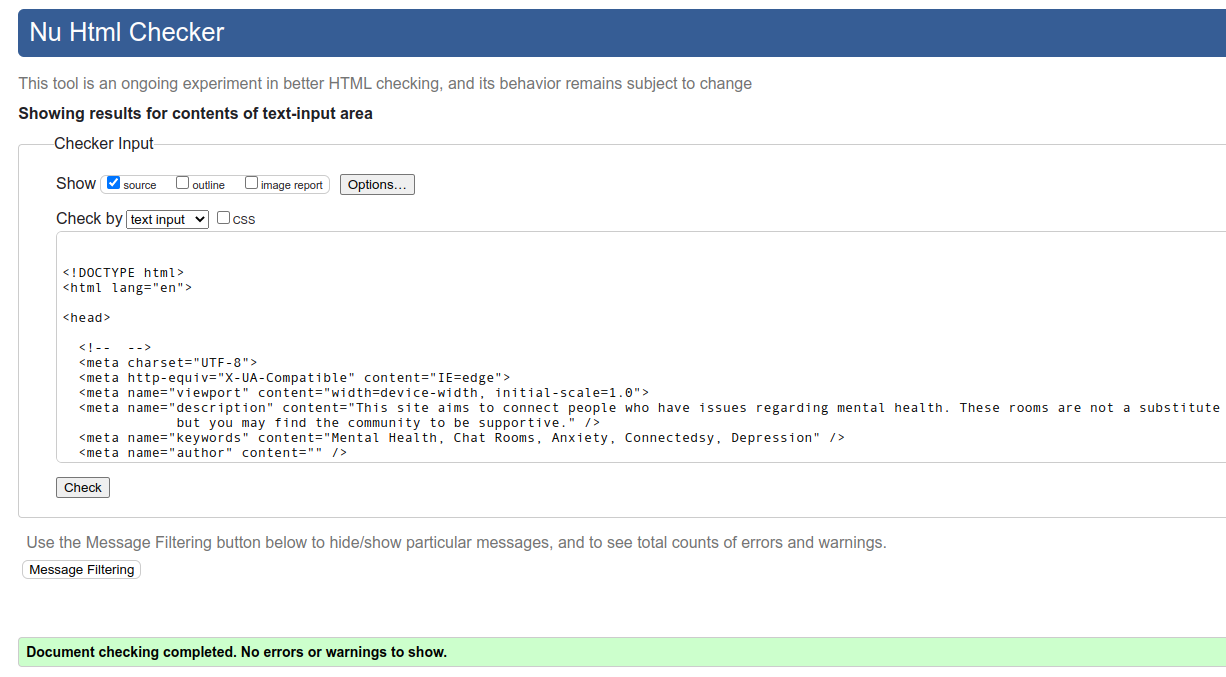 Nu Html Checker
This tool is an ongoing experiment in better HTML checking, and its behavior remains subject to change
Showing results for contents of text-input area
Checker Input
Show source outline image report Options...
Check by text input CSS
<!DOCTYPE html>
<html lang="en">
<head>
<!--  -->
<meta charset="UTF-8">
<meta http-equiv="X-UA-Compatible" content="IE=edge">
<meta name="viewport" content="width=device-width, initial-scale=1.0">
<meta name="description" content="This site aims to connect people who have issues regarding mental health. These rooms are not a substitute
but you may find the community to be supportive." />
<meta name="keywords" content="Mental Health, Chat Rooms, Anxiety, Connectedsy, Depression" />
<meta name="author" content="" />
Check
Use the Message Filtering button below to hide/show particular messages, and to see total counts of errors and warnings.
Message Filtering
Document checking completed. No errors or warnings to show.